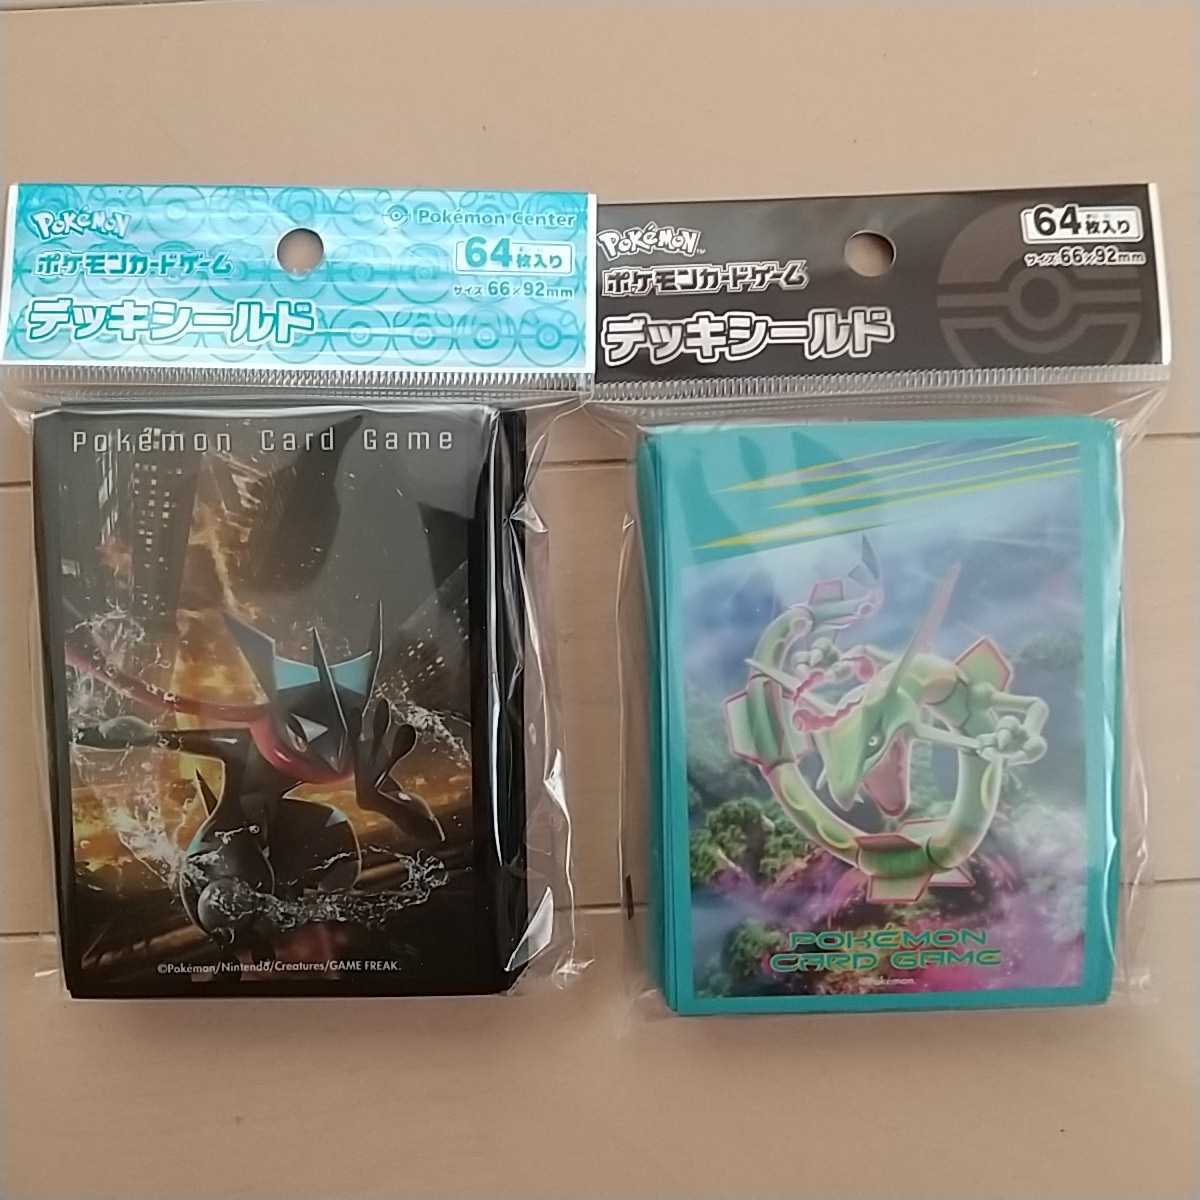 POKéMON
Pokémon Center
ポケモンカードゲーム
64枚入り
サイズ 66×92mm
デッキシールド
Pokémon Card Game
©Pokémon/Nintendo/Creatures/GAME FREAK.
POKéMON™
ポケモンカードゲーム
64枚入り
サイズ 66×92mm
デッキシールド
POKÉMON
CARD GAME
©Pokémon.